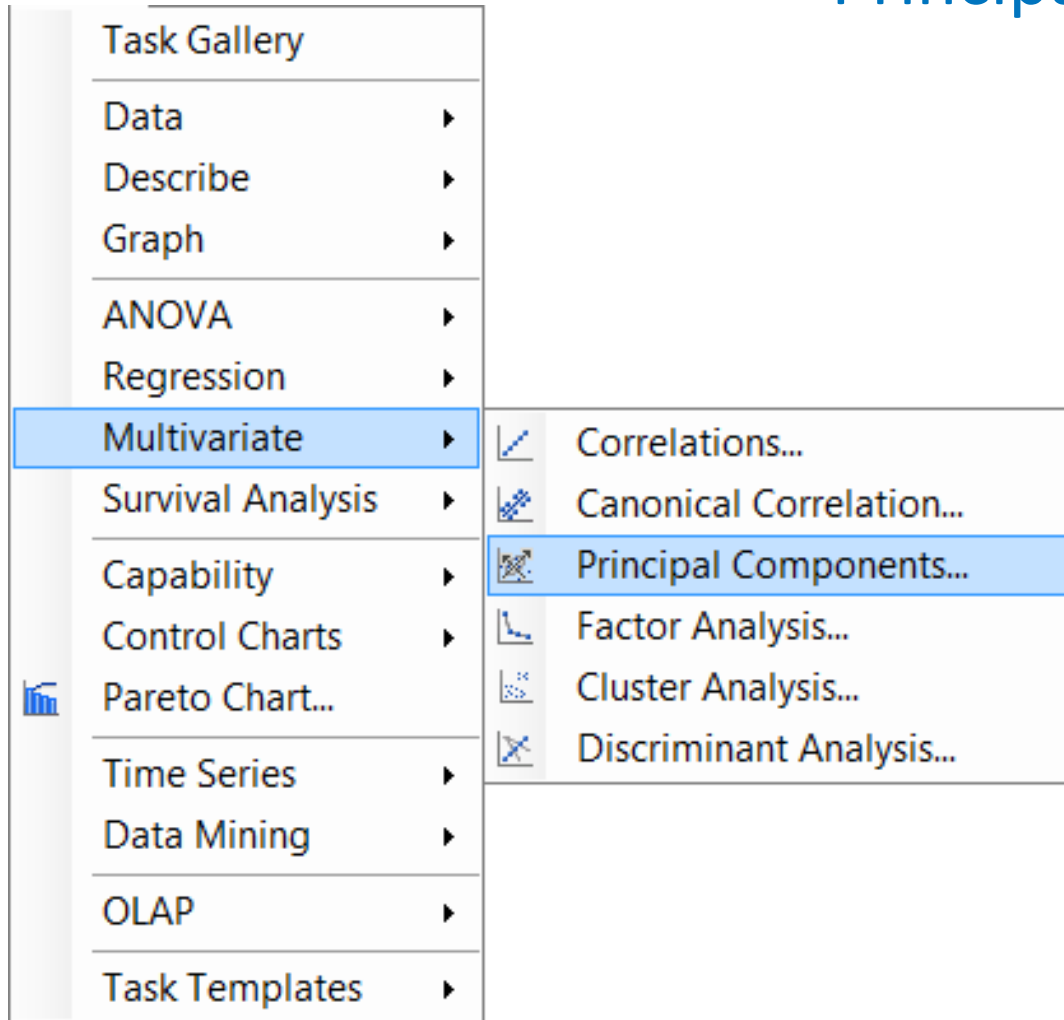 Princip
Task Gallery
Data
Describe
Graph
ANOVA
Regression
Multivariate
Survival Analysis
Capability
Control Charts
Pareto Chart...
Time Series
Data Mining
OLAP
Task Templates
Correlations...
Canonical Correlation...
Principal Components...
Factor Analysis...
Cluster Analysis...
Discriminant Analysis...